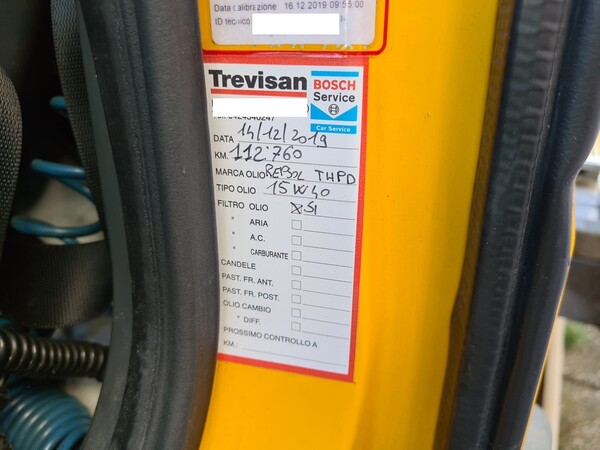 Data calibrazione 16.12.2019 09:55:00
ID tecnico
Trevisan
BOSCH
Service
Car Service
DATA 14/12/2019
KM. 112.760
MARCA OLIO REPSOL THPD
TIPO OLIO 15W40
FILTRO OLIO X SI
" ARIA
" A.C.
" CARBURANTE
CANDELE
PAST. FR. ANT.
PAST. FR. POST.
OLIO CAMBIO
" DIFF.
PROSSIMO CONTROLLO A
KM.: